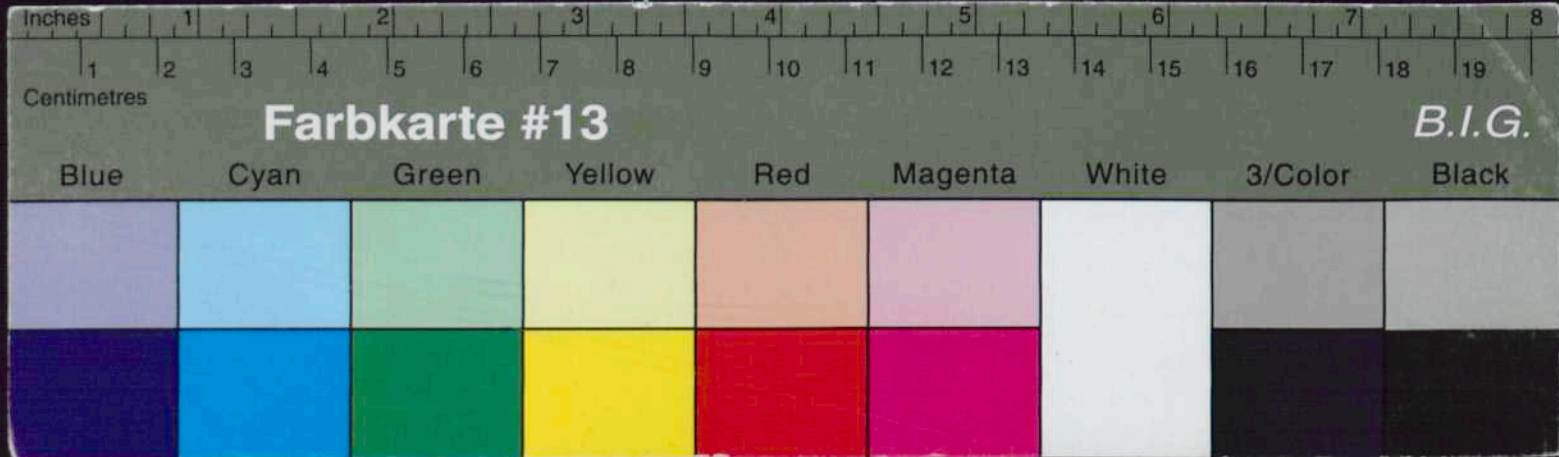 Inches 1 2 3 4 5 6 7 8
1 2 3 4 5 6 7 8 9 10 11 12 13 14 15 16 17 18 19
Centimetres
Farbkarte #13 B.I.G.
Blue Cyan Green Yellow Red Magenta White 3/Color Black